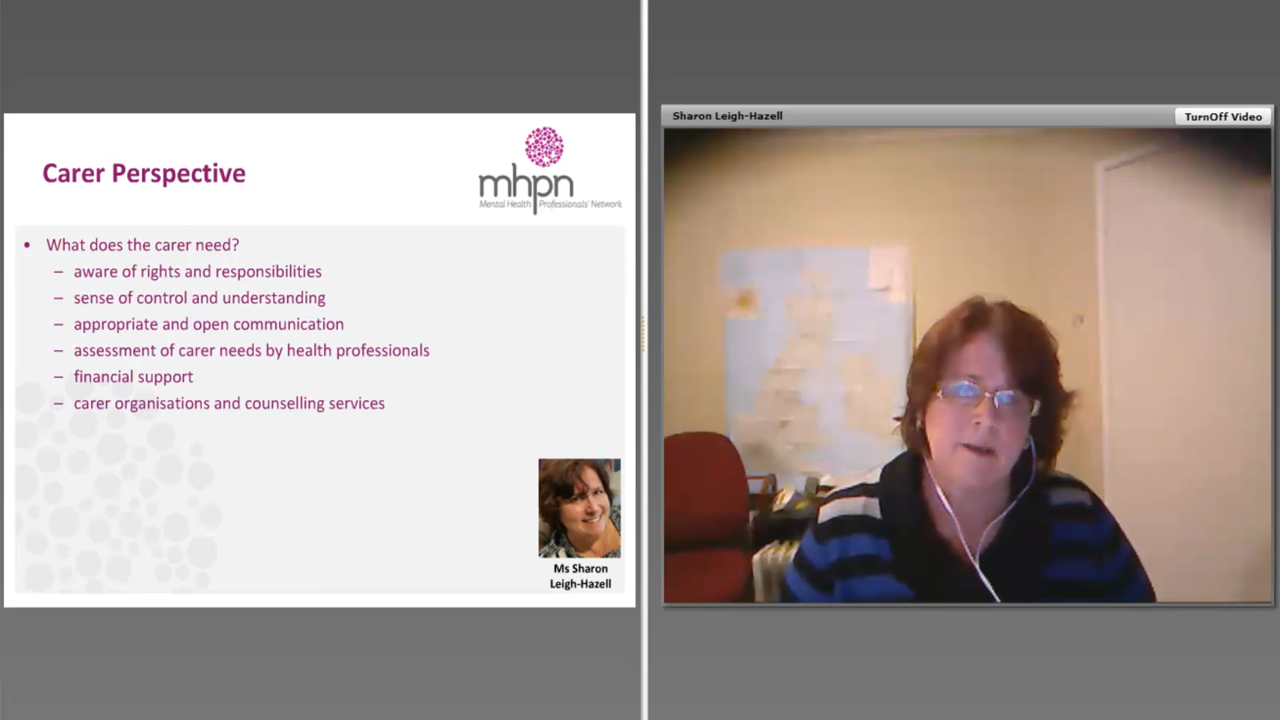 Carer Perspective
mhpn
Mental Health Professionals' Network
• What does the carer need?
– aware of rights and responsibilities
– sense of control and understanding
– appropriate and open communication
– assessment of carer needs by health professionals
– financial support
– carer organisations and counselling services
Ms Sharon
Leigh-Hazell
Sharon Leigh-Hazell
TurnOff Video